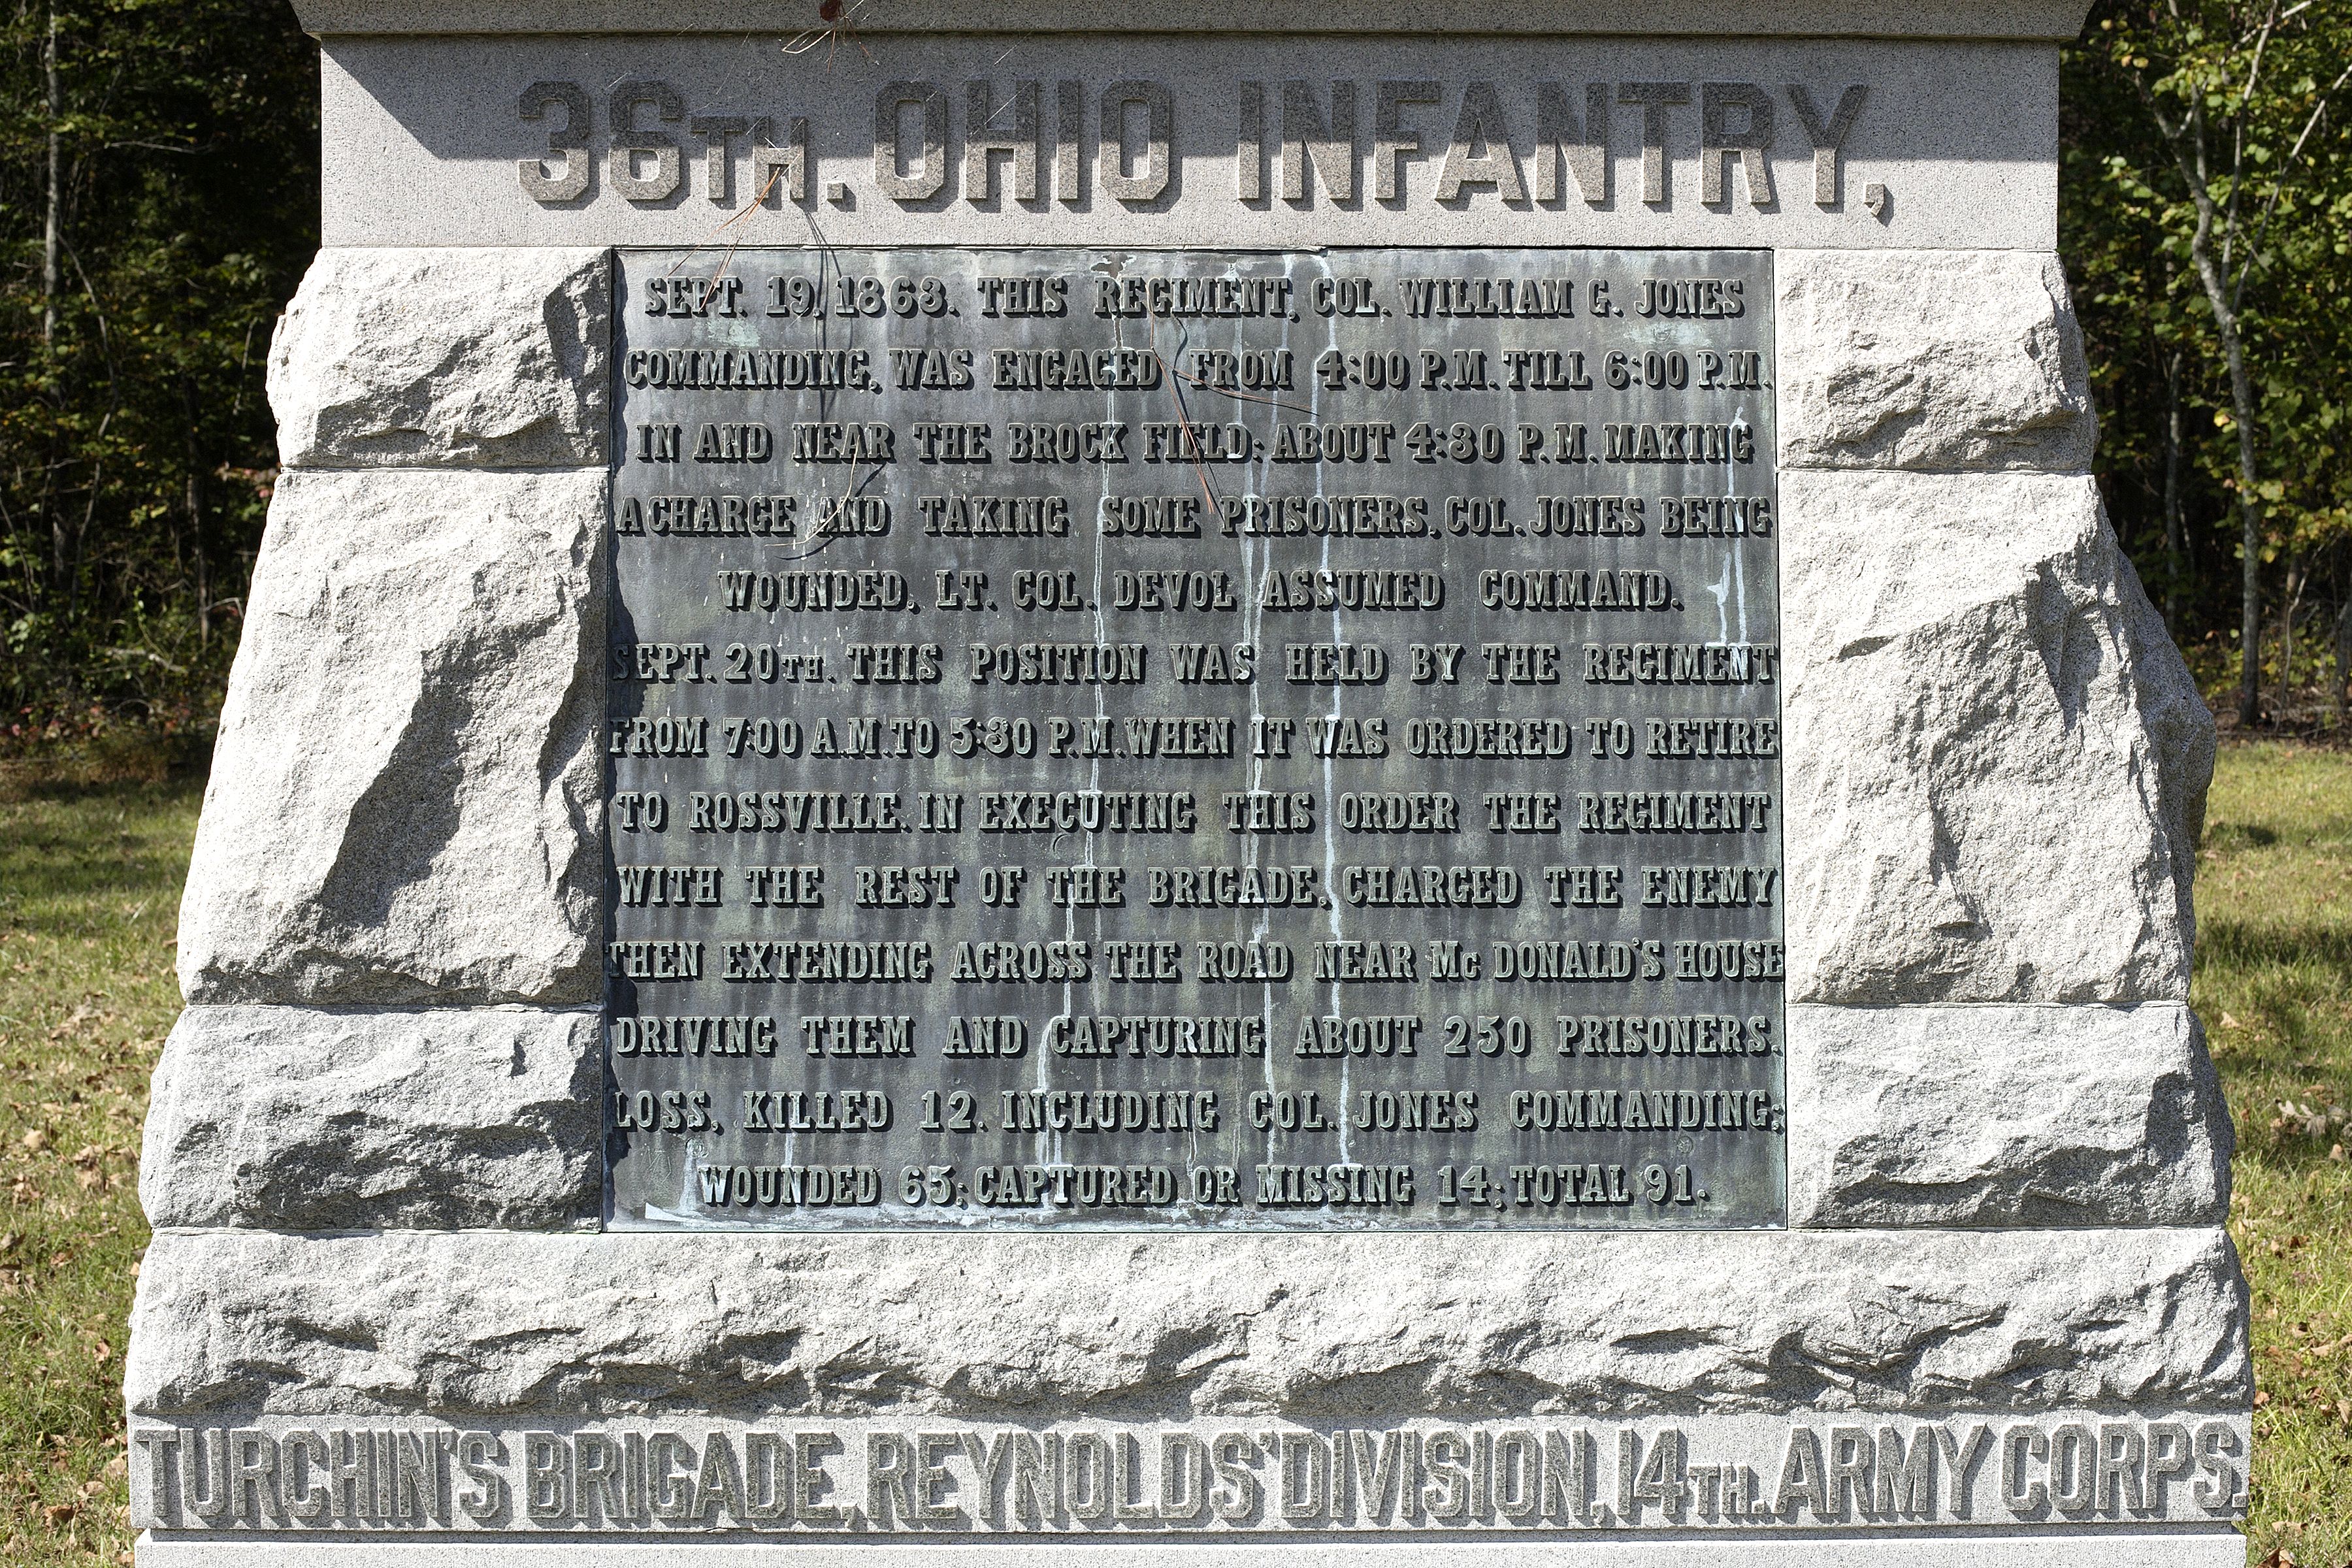 36TH. OHIO INFANTRY,
SEPT. 19, 1863. THIS REGIMENT, COL. WILLIAM G. JONES
COMMANDING, WAS ENGAGED FROM 4:00 P.M. TILL 6:00 P.M.
IN AND NEAR THE BROCK FIELD; ABOUT 4:30 P.M. MAKING
A CHARGE AND TAKING SOME PRISONERS, COL. JONES BEING
WOUNDED, LT. COL. DEVOL ASSUMED COMMAND.
SEPT. 20TH. THIS POSITION WAS HELD BY THE REGIMENT
FROM 7:00 A.M. TO 5:30 P.M. WHEN IT WAS ORDERED TO RETIRE
TO ROSSVILLE. IN EXECUTING THIS ORDER THE REGIMENT
WITH THE REST OF THE BRIGADE, CHARGED THE ENEMY
THEN EXTENDING ACROSS THE ROAD NEAR Mc DONALD'S HOUSE
DRIVING THEM AND CAPTURING ABOUT 250 PRISONERS.
LOSS, KILLED 12. INCLUDING COL. JONES COMMANDING;
WOUNDED 65; CAPTURED OR MISSING 14; TOTAL 91.
TURCHIN'S BRIGADE, REYNOLDS' DIVISION, 14TH. ARMY CORPS.